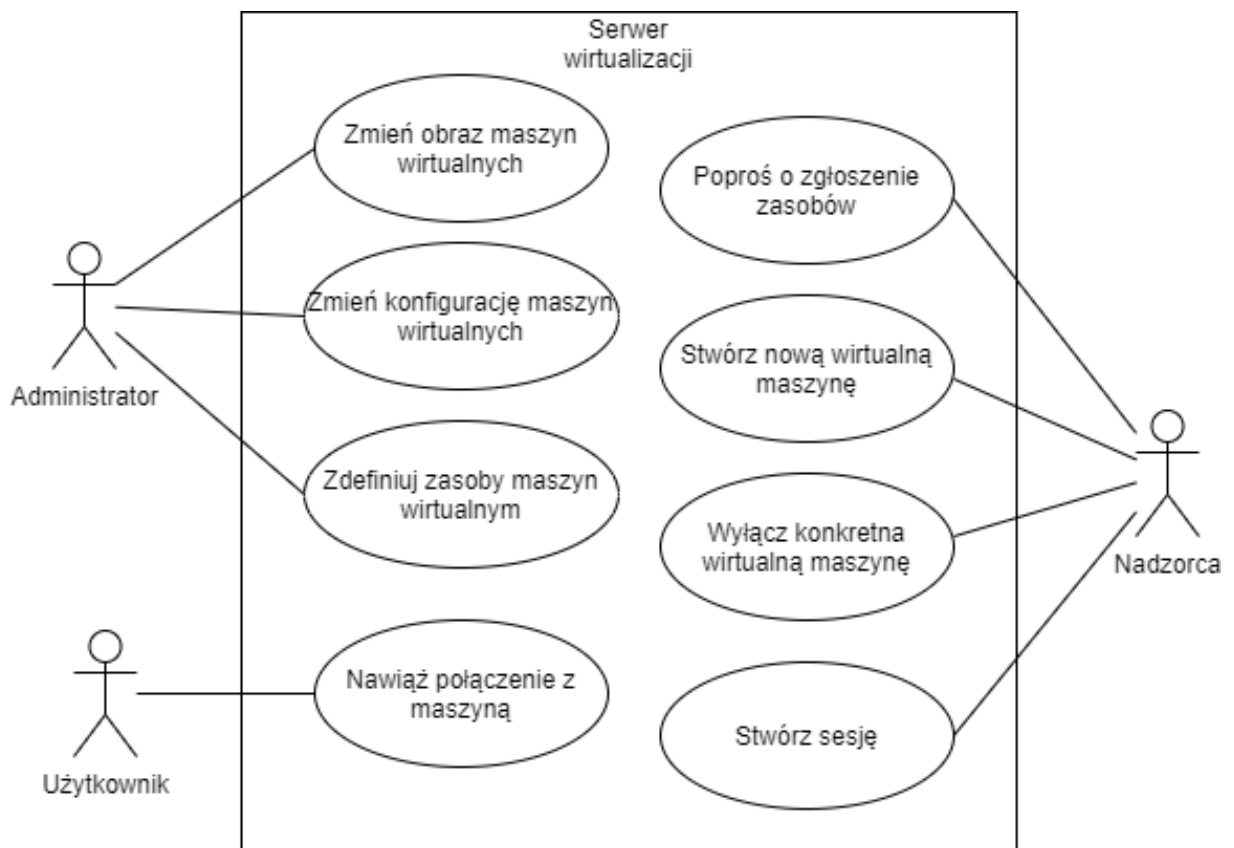 Serwer
wirtualizacji
Zmień obraz maszyn
wirtualnych
Poproś o zgłoszenie
zasobów
Zmień konfigurację maszyn
wirtualnych
Administrator
Stwórz nową wirtualną
maszynę
Zdefiniuj zasoby maszyn
wirtualnym
Wyłącz konkretna
wirtualną maszynę
Nadzorca
Nawiąż połączenie z
maszyną
Stwórz sesję
Użytkownik